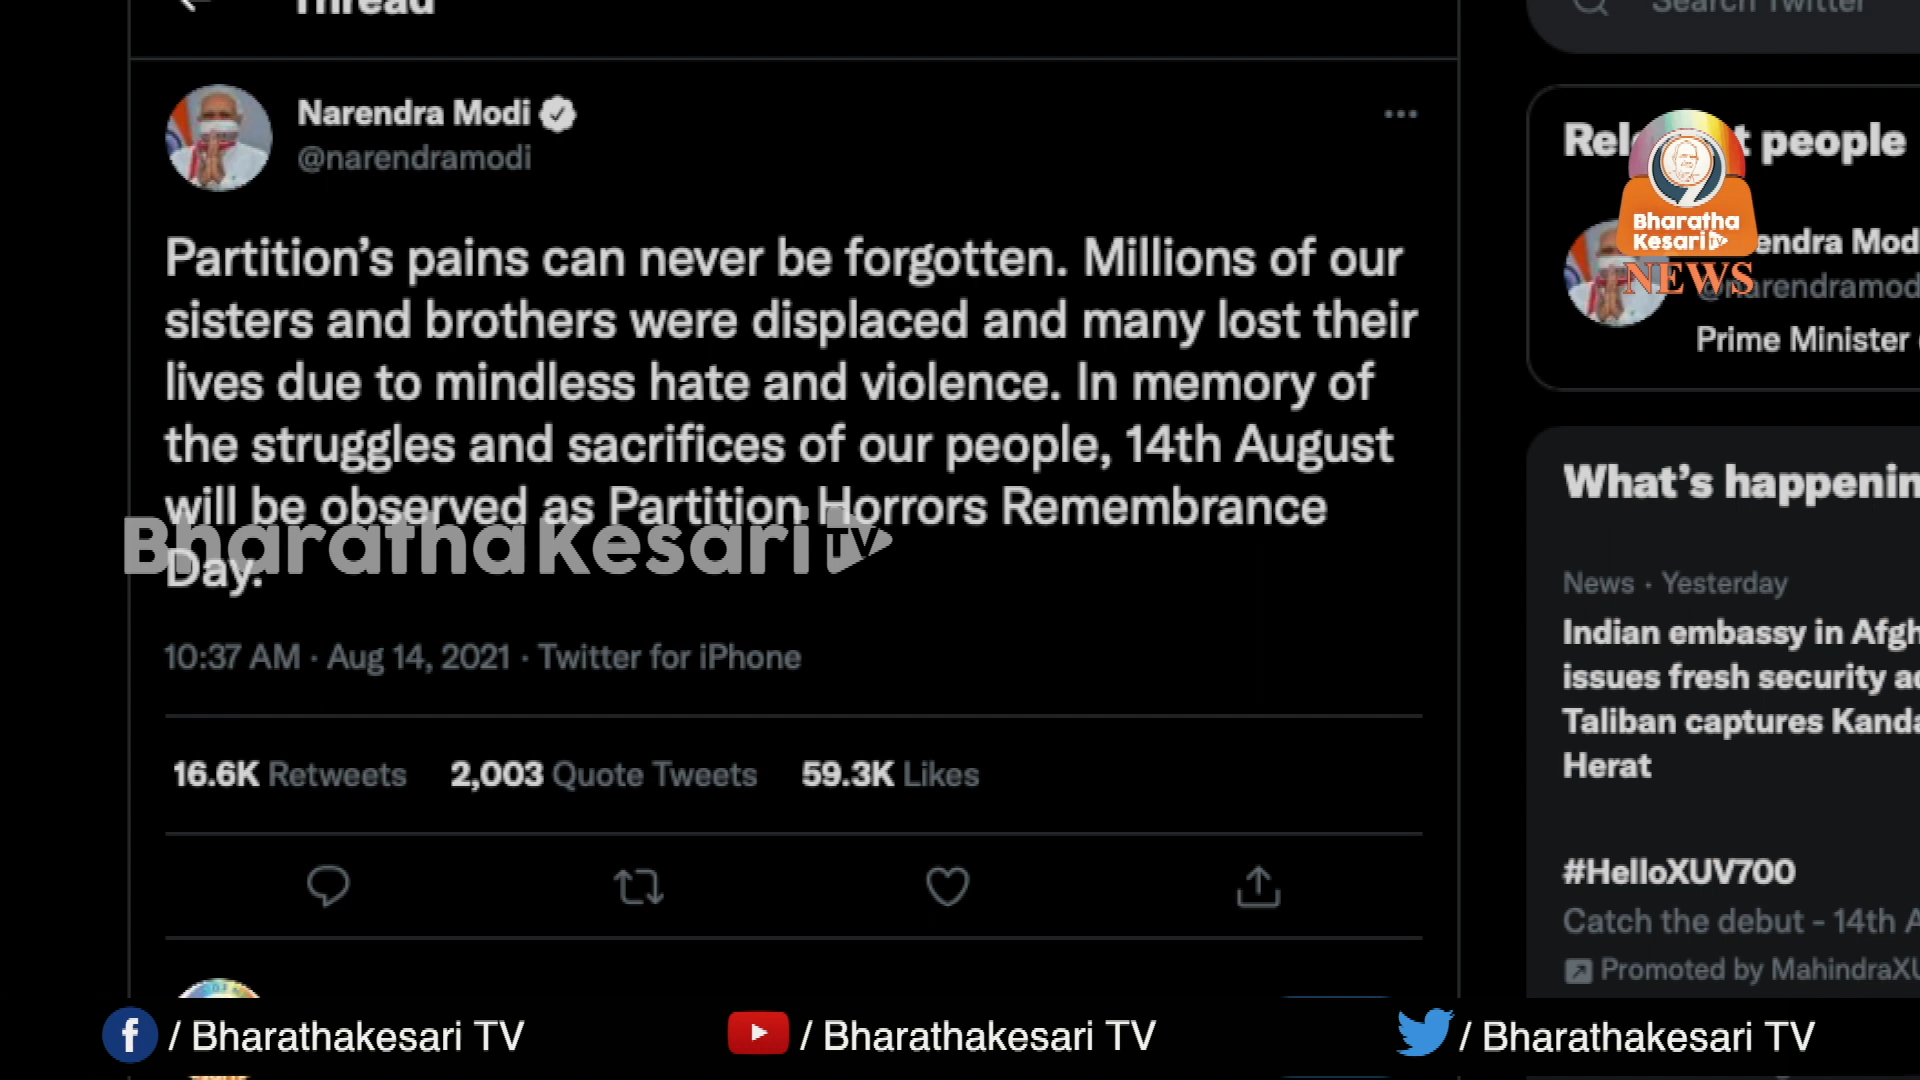 Thread
Search Twitter
Narendra Modi
@narendramodi
Partition's pains can never be forgotten. Millions of our
sisters and brothers were displaced and many lost their
lives due to mindless hate and violence. In memory of
the struggles and sacrifices of our people, 14th August
will be observed as Partition Horrors Remembrance
Day.
BharathaKesari TV
10:37 AM · Aug 14, 2021 · Twitter for iPhone
16.6K Retweets 2,003 Quote Tweets 59.3K Likes
people
Bharatha
Kesari TV
NEWS
Prime Minister
What's
News · Yesterday
Indian embassy in
issues fresh security
Taliban captures
Herat
#HelloXUV700
Catch the debut - 14th
Promoted by
/ Bharathakesari TV
/ Bharathakesari TV
/ Bharathakesari TV